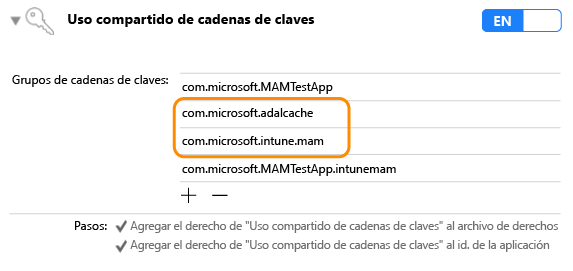 Uso compartido de cadenas de claves
EN
Grupos de cadenas de claves:
com.microsoft.MAMTestApp
com.microsoft.adalcache
com.microsoft.intune.mam
com.microsoft.MAMTestApp.intunemam
+ −
Pasos: ✔ Agregar el derecho de "Uso compartido de cadenas de claves" al archivo de derechos
✔ Agregar el derecho de "Uso compartido de cadenas de claves" al id. de la aplicación